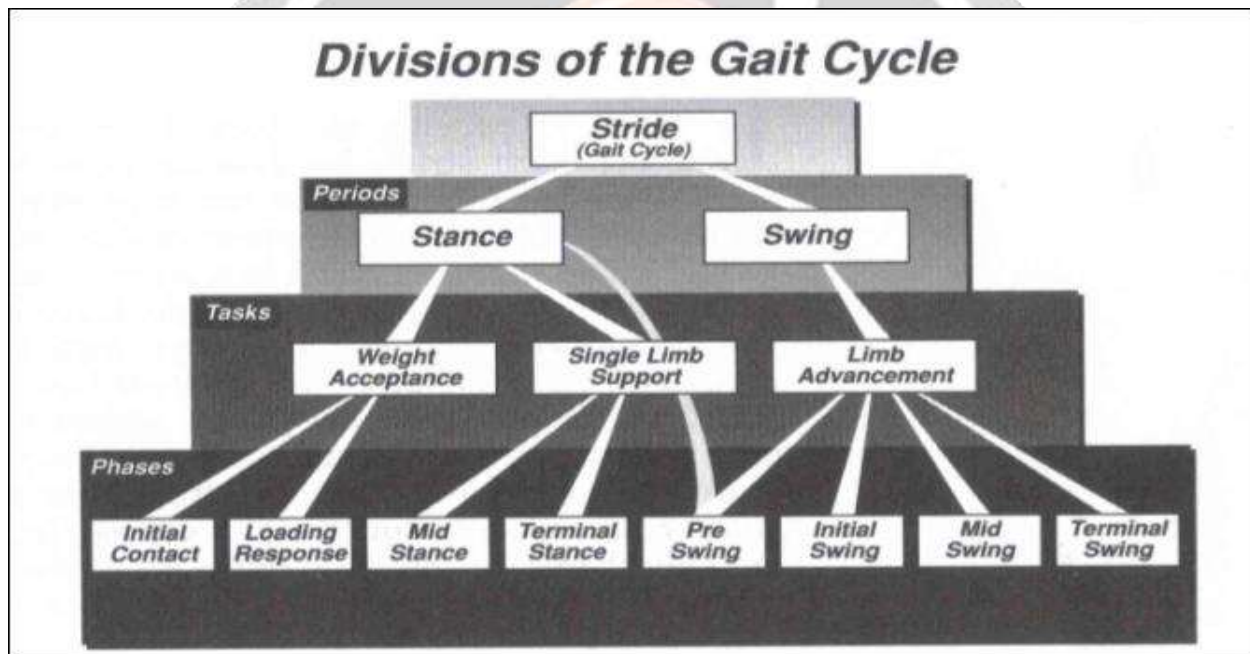 Divisions of the Gait Cycle
Stride
(Gait Cycle)
Periods
Stance
Swing
Tasks
Weight
Acceptance
Single Limb
Support
Limb
Advancement
Phases
Initial
Contact
Loading
Response
Mid
Stance
Terminal
Stance
Pre
Swing
Initial
Swing
Mid
Swing
Terminal
Swing